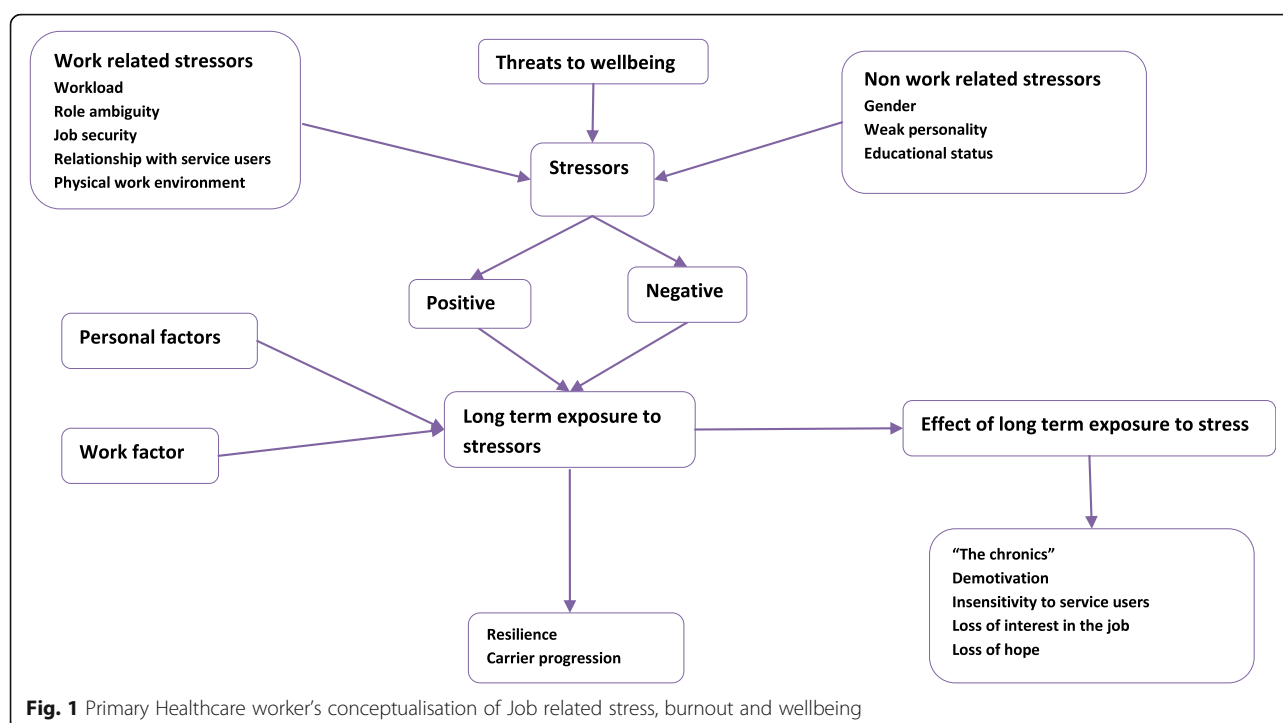 Work related stressors
Workload
Role ambiguity
Job security
Relationship with service users
Physical work environment
Threats to wellbeing
Non work related stressors
Gender
Weak personality
Educational status
Stressors
Positive
Negative
Personal factors
Work factor
Long term exposure to
stressors
Effect of long term exposure to stress
"The chronics"
Demotivation
Insensitivity to service users
Loss of interest in the job
Loss of hope
Resilience
Carrier progression
Fig. 1 Primary Healthcare worker's conceptualisation of Job related stress, burnout and wellbeing